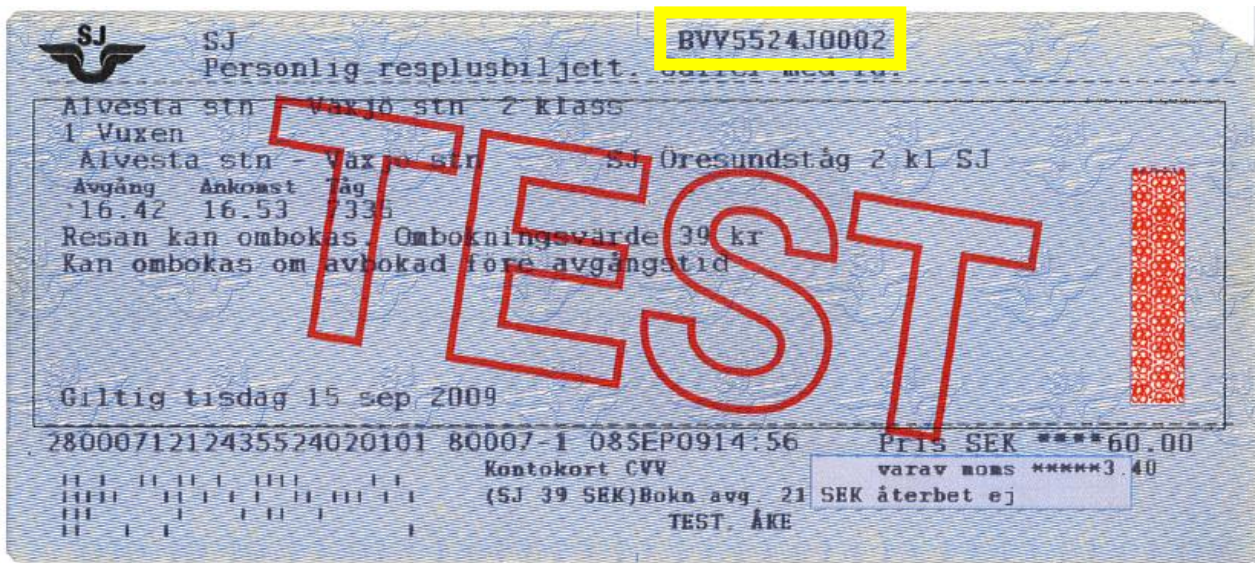 SJ
SJ BVV5524J0002
Personlig resplusbiljett. Gäller med id.
Alvesta stn - Växjö stn 2 klass
1 Vuxen
Alvesta stn - Växjö stn SJ Öresundståg 2 kl SJ
Avgång Ankomst Tåg
16.42 16.53 7335
Resan kan ombokas. Ombokningsvärde 39 kr
Kan ombokas om avbokad före avgångstid
TEST
Giltig tisdag 15 sep 2009
280007121243552402010​1 80007-1 08SEP0914:56 Pris SEK ****60.00
Kontokort CVV varav moms *****3.40
(SJ 39 SEK)Bokn avg. 21 SEK återbet ej
TEST, ÅKE